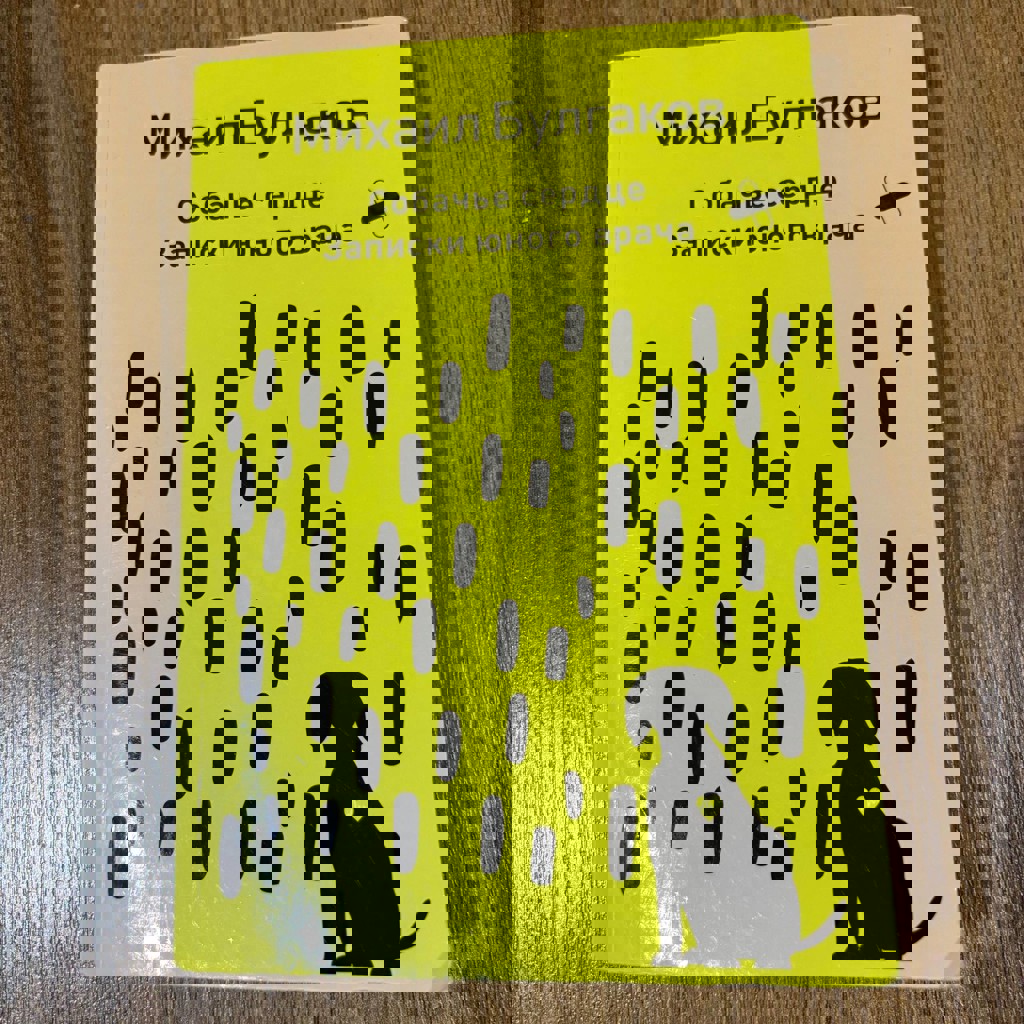 Михаил Булгаков
Собачье сердце
Записки юного врача